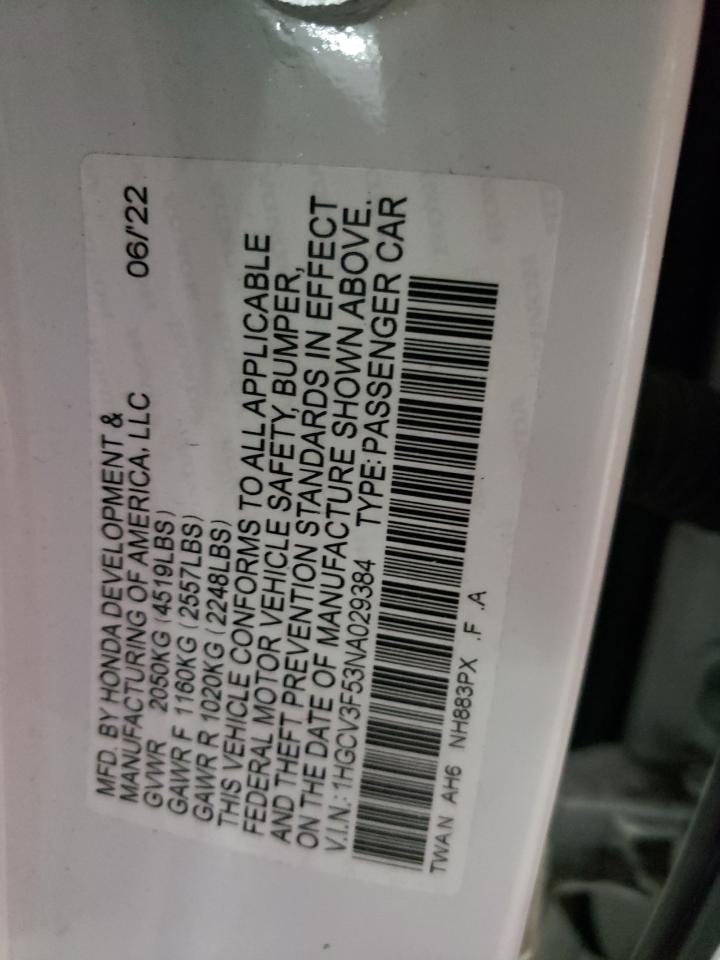 MFD. BY HONDA DEVELOPMENT &
MANUFACTURING OF AMERICA, LLC 06/'22
GVWR 2050KG (4519LBS)
GAWR F 1160KG (2557LBS)
GAWR R 1020KG (2248LBS)
THIS VEHICLE CONFORMS TO ALL APPLICABLE
FEDERAL MOTOR VEHICLE SAFETY, BUMPER,
AND THEFT PREVENTION STANDARDS IN EFFECT
ON THE DATE OF MANUFACTURE SHOWN ABOVE.
V.I.N.: 1HGCV3F53NA029384 TYPE: PASSENGER CAR
TWAN AH6 NH883PX .F .A